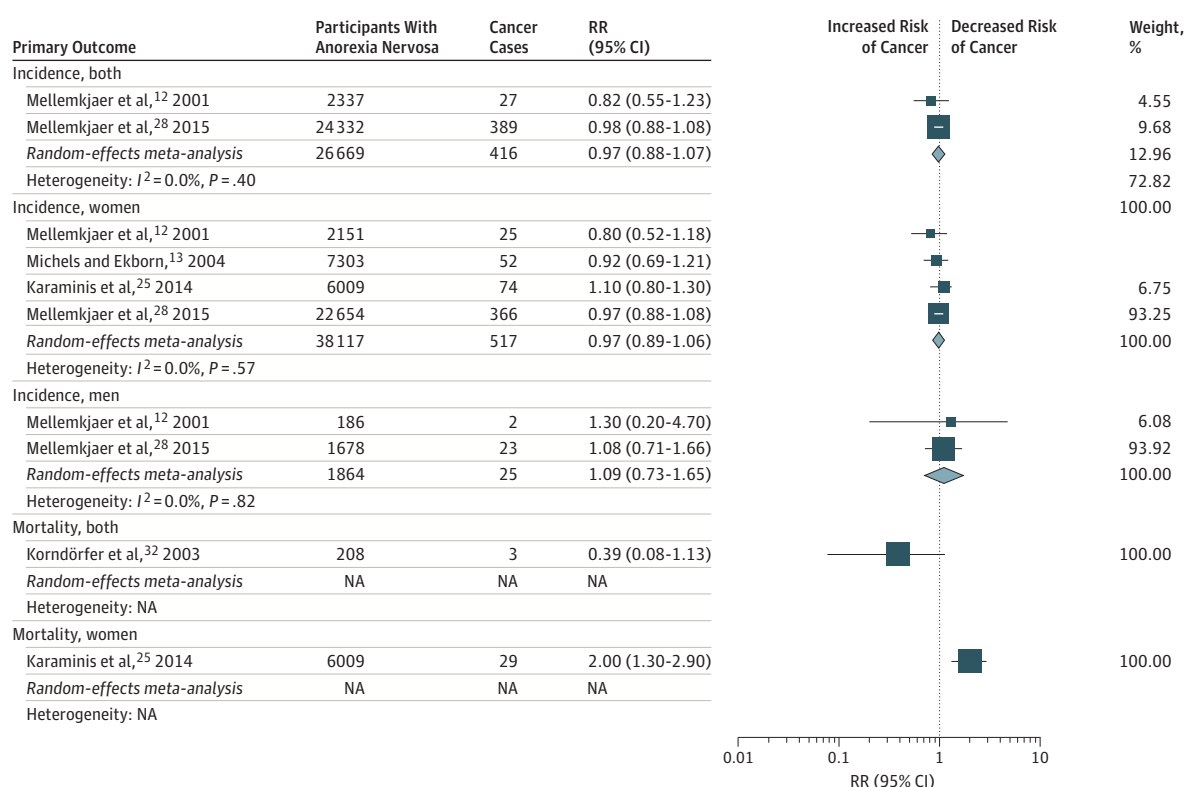 Primary Outcome Participants With Anorexia Nervosa Cancer Cases RR (95% CI) Increased Risk of Cancer Decreased Risk of Cancer Weight, %
Incidence, both
Mellemkjaer et al,12 2001 2337 27 0.82 (0.55-1.23) 4.55
Mellemkjaer et al,28 2015 24 332 389 0.98 (0.88-1.08) 9.68
Random-effects meta-analysis 26 669 416 0.97 (0.88-1.07) 12.96
Heterogeneity: I2 = 0.0%, P = .40 72.82
Incidence, women 100.00
Mellemkjaer et al,12 2001 2151 25 0.80 (0.52-1.18)
Michels and Ekborn,13 2004 7303 52 0.92 (0.69-1.21)
Karaminis et al,25 2014 6009 74 1.10 (0.80-1.30) 6.75
Mellemkjaer et al,28 2015 22 654 366 0.97 (0.88-1.08) 93.25
Random-effects meta-analysis 38 117 517 0.97 (0.89-1.06) 100.00
Heterogeneity: I2 = 0.0%, P = .57
Incidence, men
Mellemkjaer et al,12 2001 186 2 1.30 (0.20-4.70) 6.08
Mellemkjaer et al,28 2015 1678 23 1.08 (0.71-1.66) 93.92
Random-effects meta-analysis 1864 25 1.09 (0.73-1.65) 100.00
Heterogeneity: I2 = 0.0%, P = .82
Mortality, both
Korndörfer et al,32 2003 208 3 0.39 (0.08-1.13) 100.00
Random-effects meta-analysis NA NA NA
Heterogeneity: NA
Mortality, women
Karaminis et al,25 2014 6009 29 2.00 (1.30-2.90) 100.00
Random-effects meta-analysis NA NA NA
Heterogeneity: NA
0.01 0.1 1 10
RR (95% CI)